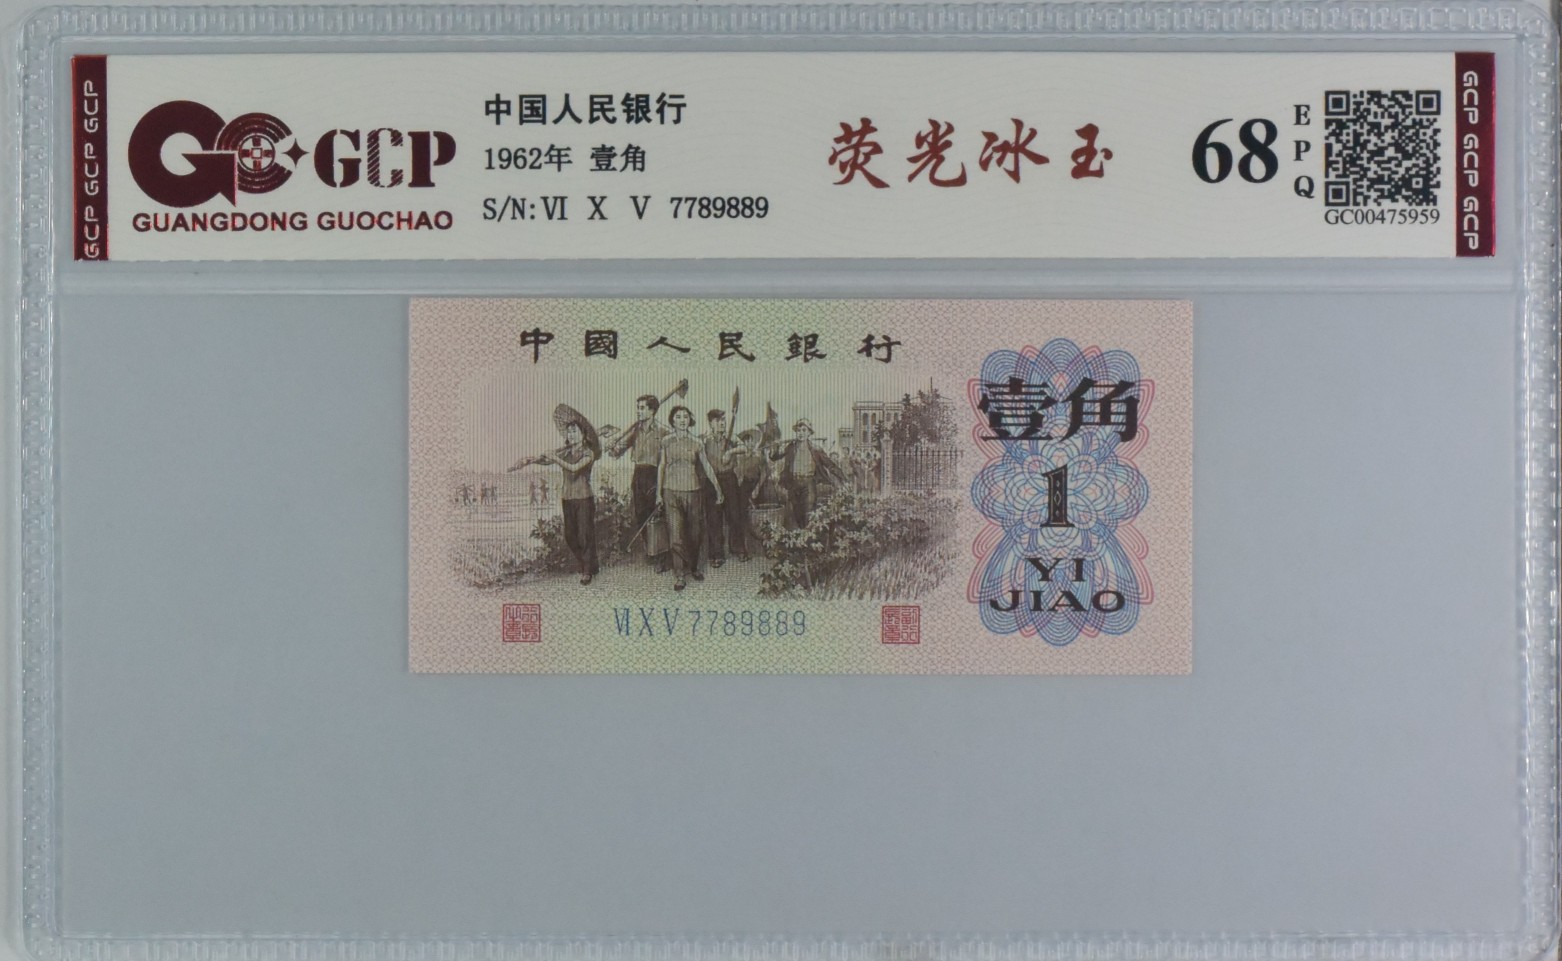 GCP GCP GCP
GCP
GUANGDONG GUOCHAO
中国人民银行
1962年 壹角
S/N:Ⅵ X V 7789889
荧光冰玉
68
EPQ
GC00475959
GCP GCP GCP
中國人民銀行
壹角
1
YI
JIAO
ⅥXV7789889